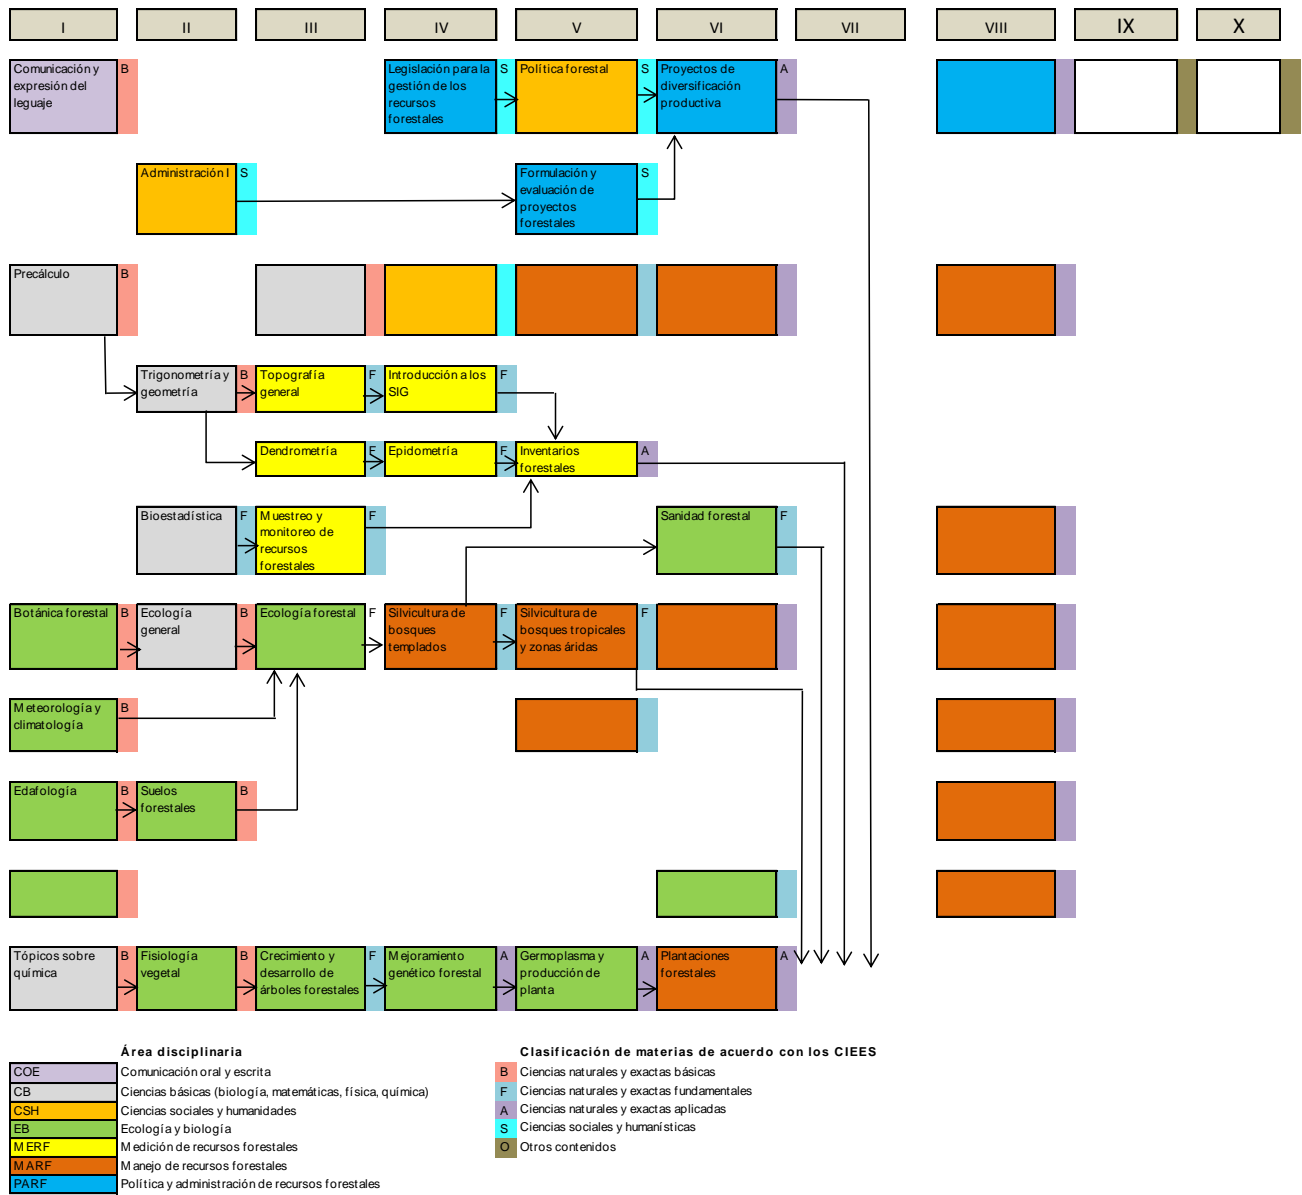 I II III IV V VI VII VIII IX X
Comunicación y B Legislación para la S Política forestal S Proyectos de A
expresión del gestión de los diversificación
leguaje recursos productiva
forestales
Administración I S Formulación y S
evaluación de
proyectos
forestales
Precálculo B
Trigonometría y B Topografía F Introducción a los F
geometría general SIG
Dendrometría F Epidometría F Inventarios A
forestales
Bioestadística F Muestreo y F Sanidad forestal F
monitoreo de
recursos
forestales
Botánica forestal B Ecología B Ecología forestal F Silvicultura de F Silvicultura de F
general bosques bosques tropicales
templados y zonas áridas
Meteorología y B
climatología
Edafología B Suelos B
forestales
Tópicos sobre B Fisiología B Crecimiento y F Mejoramiento A Germoplasma y A Plantaciones A
química vegetal desarrollo de genético forestal producción de forestales
árboles forestales planta
Área disciplinaria
COE Comunicación oral y escrita
CB Ciencias básicas (biología, matemáticas, física, química)
CSH Ciencias sociales y humanidades
EB Ecología y biología
MERF Medición de recursos forestales
MARF Manejo de recursos forestales
PARF Política y administración de recursos forestales
Clasificación de materias de acuerdo con los CIEES
B Ciencias naturales y exactas básicas
F Ciencias naturales y exactas fundamentales
A Ciencias naturales y exactas aplicadas
S Ciencias sociales y humanísticas
O Otros contenidos